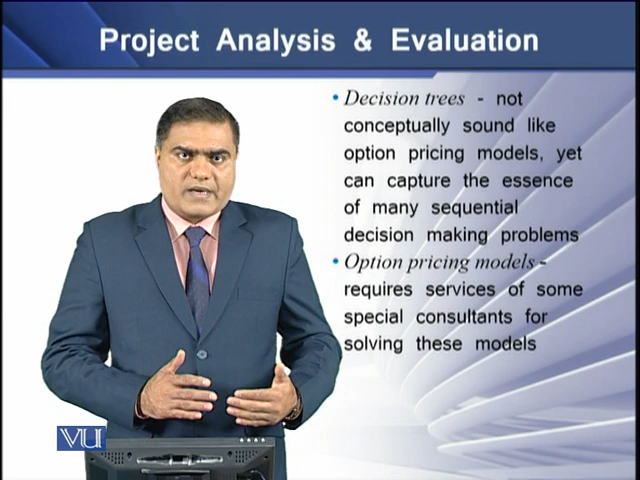 Project Analysis & Evaluation
• Decision trees - not
conceptually sound like
option pricing models, yet
can capture the essence
of many sequential
decision making problems
• Option pricing models -
requires services of some
special consultants for
solving these models
VU